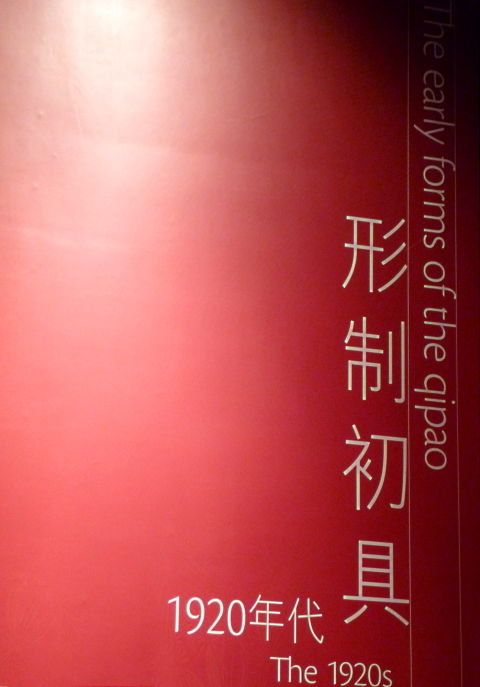 The early forms of the qipao
形制初具
1920年代
The 1920s